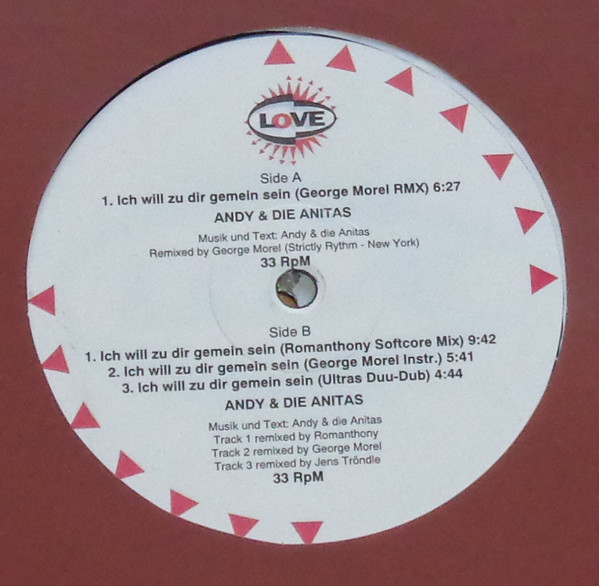 LOVE
Side A
1. Ich will zu dir gemein sein (George Morel RMX) 6:27
ANDY & DIE ANITAS
Musik und Text: Andy & die Anitas
Remixed by George Morel (Strictly Rythm - New York)
33 RpM
Side B
1. Ich will zu dir gemein sein (Romanthony Softcore Mix) 9:42
2. Ich will zu dir gemein sein (George Morel Instr.) 5:41
3. Ich will zu dir gemein sein (Ultras Duu-Dub) 4:44
ANDY & DIE ANITAS
Musik und Text: Andy & die Anitas
Track 1 remixed by Romanthony
Track 2 remixed by George Morel
Track 3 remixed by Jens Tröndle
33 RpM